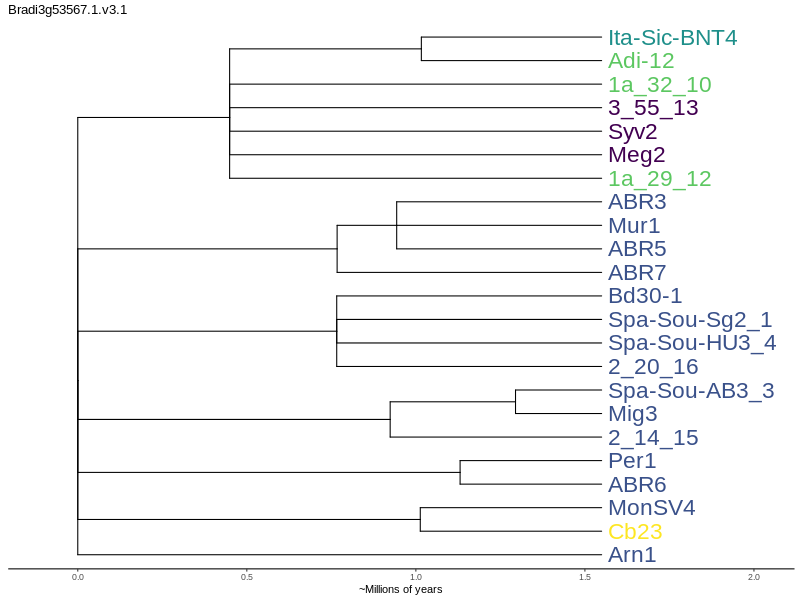 Bradi3g53567.1.v3.1
Ita-Sic-BNT4
Adi-12
1a_32_10
3_55_13
Syv2
Meg2
1a_29_12
ABR3
Mur1
ABR5
ABR7
Bd30-1
Spa-Sou-Sg2_1
Spa-Sou-HU3_4
2_20_16
Spa-Sou-AB3_3
Mig3
2_14_15
Per1
ABR6
MonSV4
Cb23
Arn1
0.0 0.5 1.0 1.5 2.0
~Millions of years